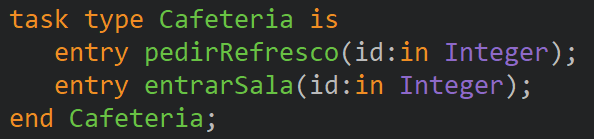 task type Cafeteria is
   entry pedirRefresco(id:in Integer);
   entry entrarSala(id:in Integer);
end Cafeteria;